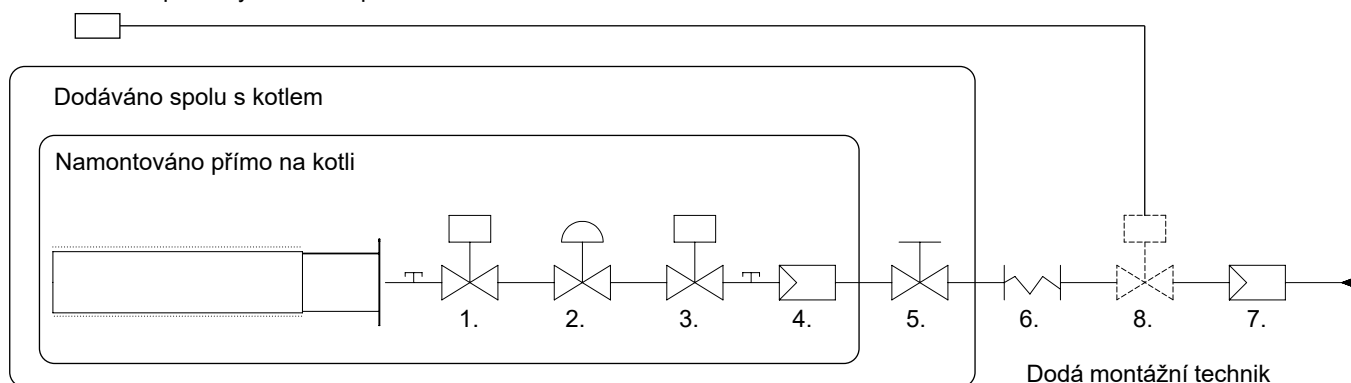 Dodáváno spolu s kotlem
Namontováno přímo na kotli
1. 2. 3. 4. 5. 6. 8. 7.
Dodá montážní technik